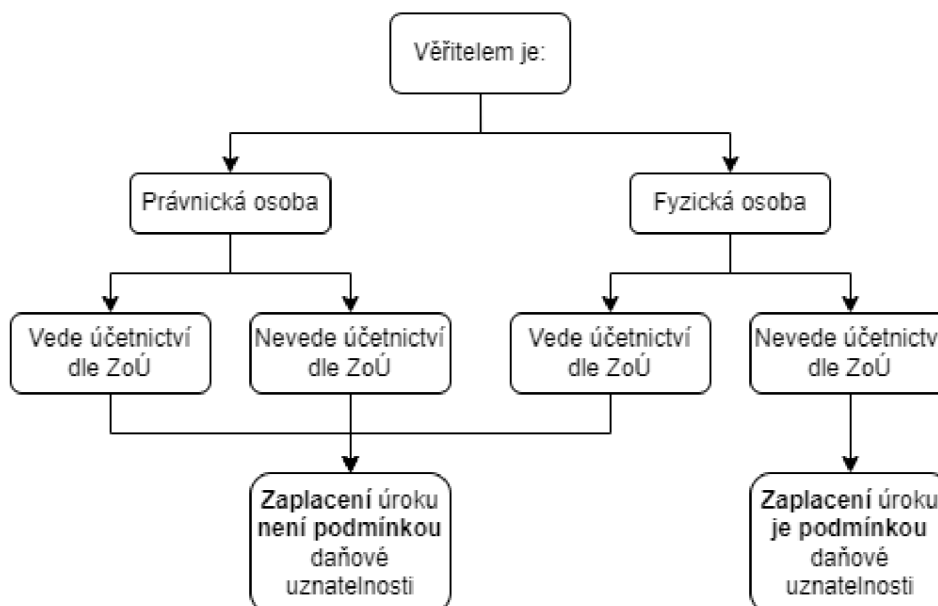 Věřitelem je:
Právnická osoba
Fyzická osoba
Vede účetnictví
dle ZoÚ
Nevede účetnictví
dle ZoÚ
Vede účetnictví
dle ZoÚ
Nevede účetnictv
dle ZoÚ
Zaplacení úroku
není podmínkou
daňové
uznatelnosti
Zaplacení úroku
je podmínkou
daňové
uznatelnosti